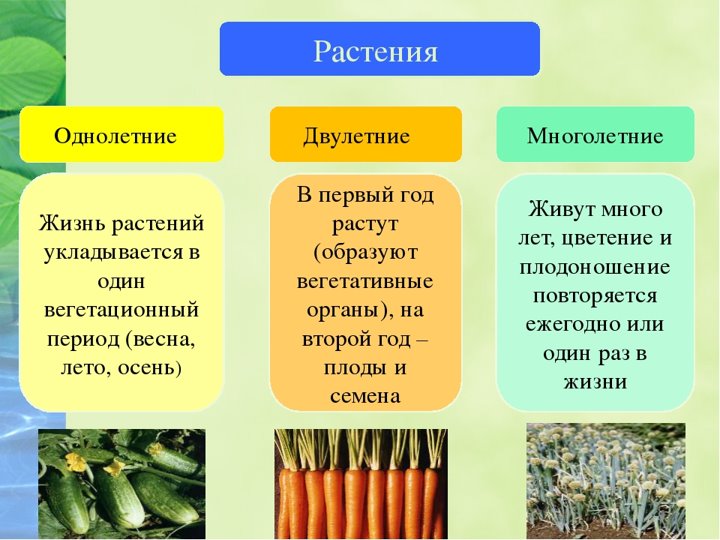 Растения
Однолетние
Двулетние
Многолетние
Жизнь растений
укладывается в
один
вегетационный
период (весна,
лето, осень)
В первый год
растут
(образуют
вегетативные
органы), на
второй год –
плоды и
семена
Живут много
лет, цветение и
плодоношение
повторяется
ежегодно или
один раз в
жизни